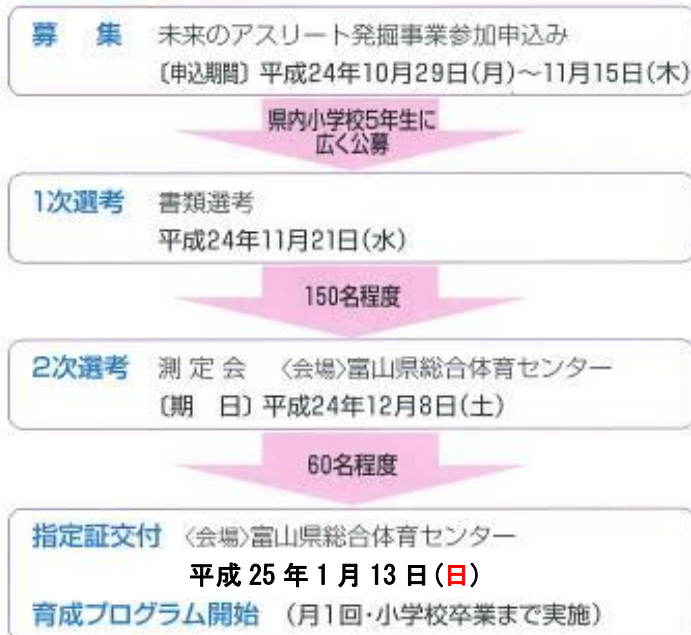 募　集　未来のアスリート発掘事業参加申込み
〔申込期間〕平成24年10月29日(月)～11月15日(木)
県内小学校5年生に
広く公募
1次選考　書類選考
平成24年11月21日(水)
150名程度
2次選考　測 定 会　〈会場〉富山県総合体育センター
〔期　日〕平成24年12月8日(土)
60名程度
指定証交付　〈会場〉富山県総合体育センター
平成 25 年 1 月 13 日(日)
育成プログラム開始　(月1回・小学校卒業まで実施)